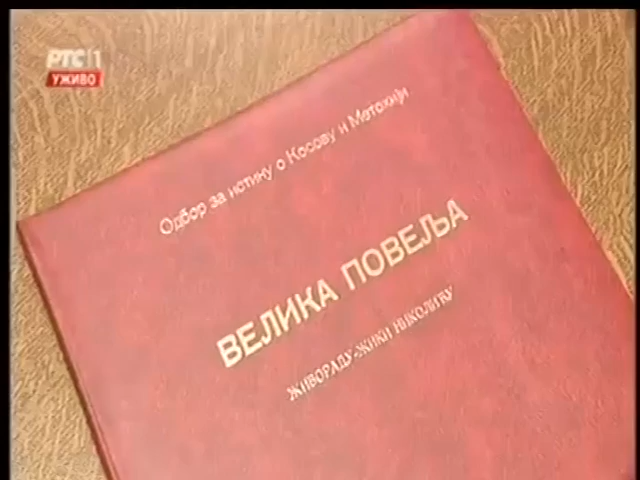 РТС 1
УЖИВО
Одбор за истину о Косову и Метохији
ВЕЛИКА ПОВЕЉА
ЖИВОРАДУ-ЖИКИ НИКОЛИЋУ